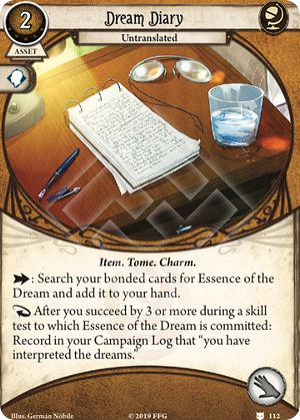 2
Dream Diary
ASSET
Untranslated
Item. Tome. Charm.
: Search your bonded cards for Essence of the
Dream and add it to your hand.
After you succeed by 3 or more during a skill
test to which Essence of the Dream is committed:
Record in your Campaign Log that “you have
interpreted the dreams.”
Illus. Germán Nóbile
© 2019 FFG
112